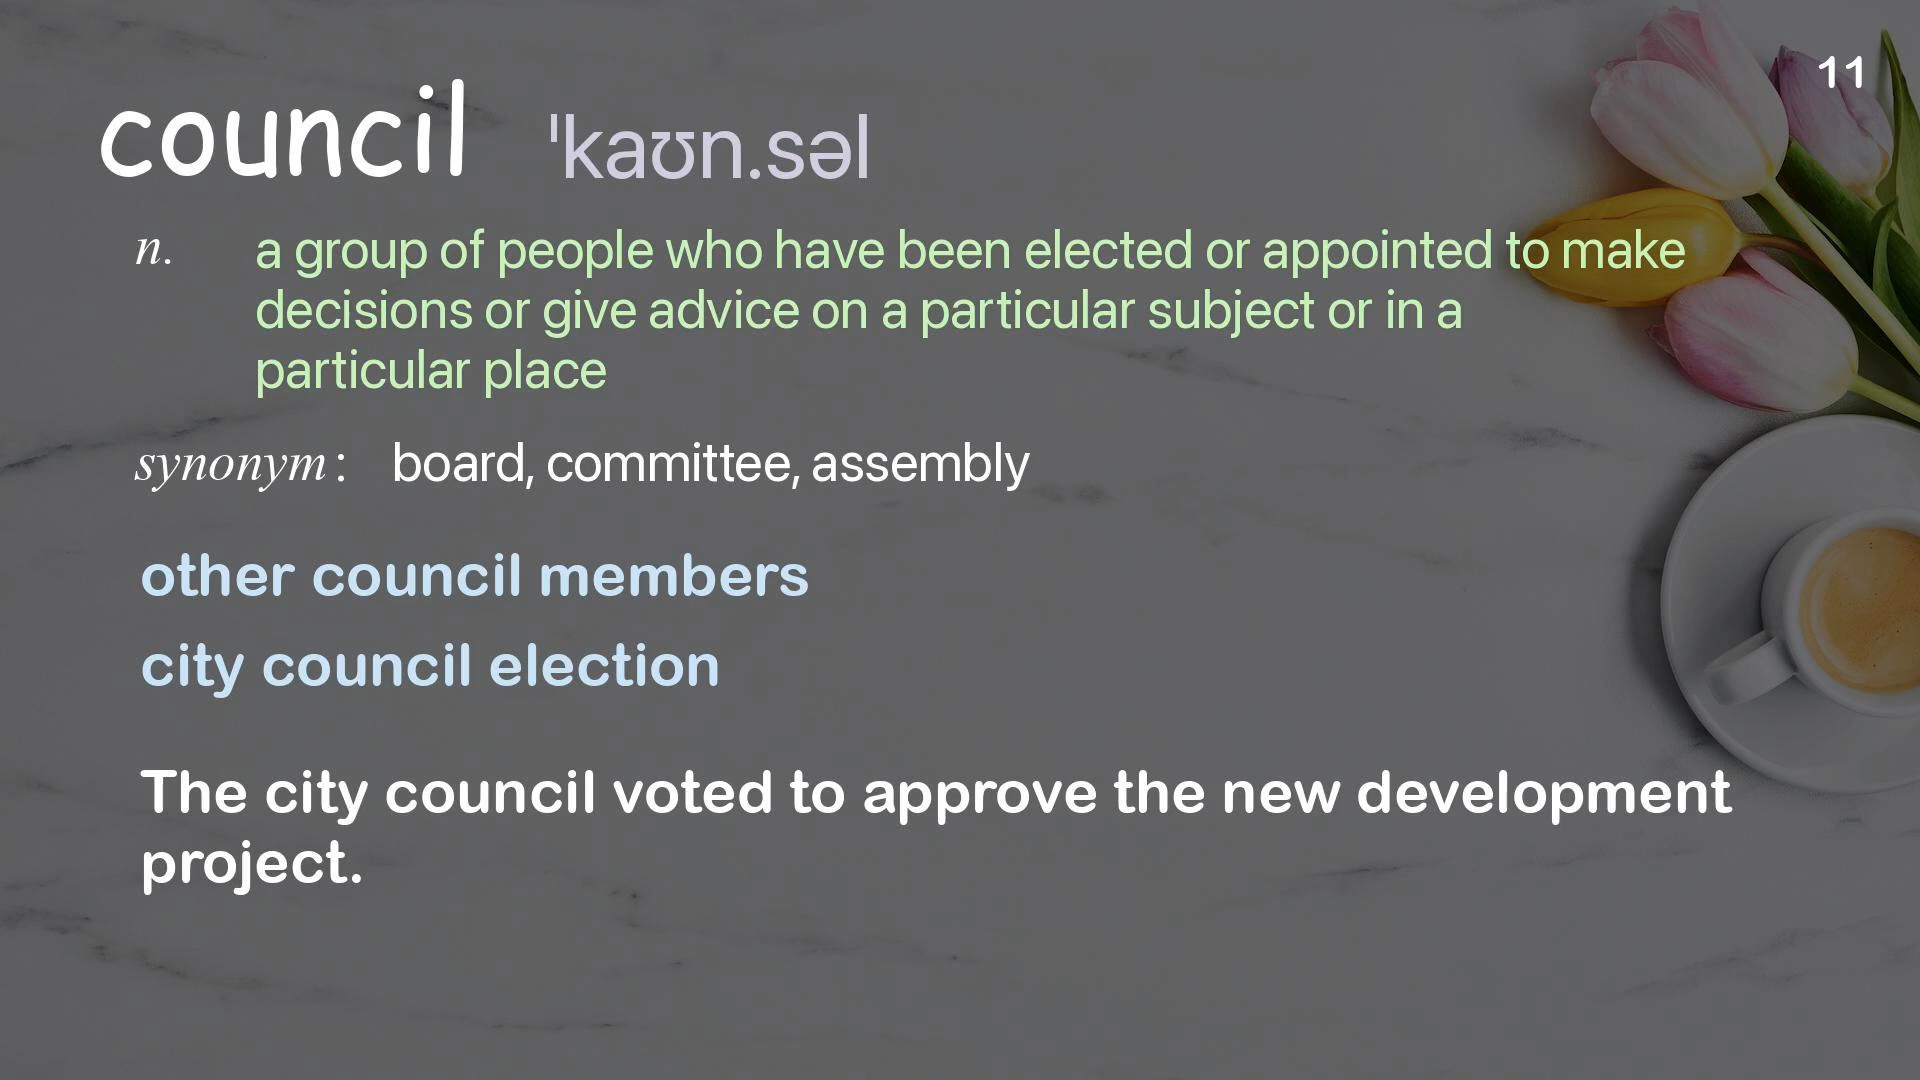 11
council ˈkaʊn.səl
n. a group of people who have been elected or appointed to make
decisions or give advice on a particular subject or in a
particular place
synonym: board, committee, assembly
other council members
city council election
The city council voted to approve the new development
project.